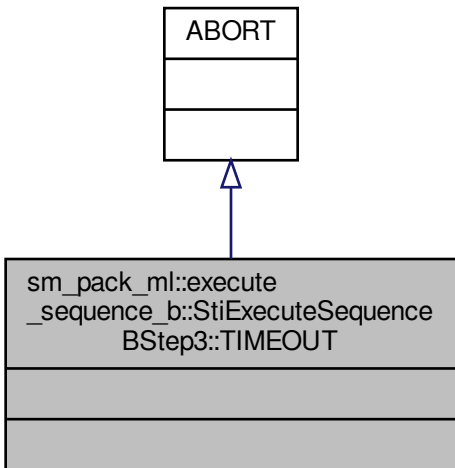 ABORT
sm_pack_ml::execute
_sequence_b::StiExecuteSequence
BStep3::TIMEOUT